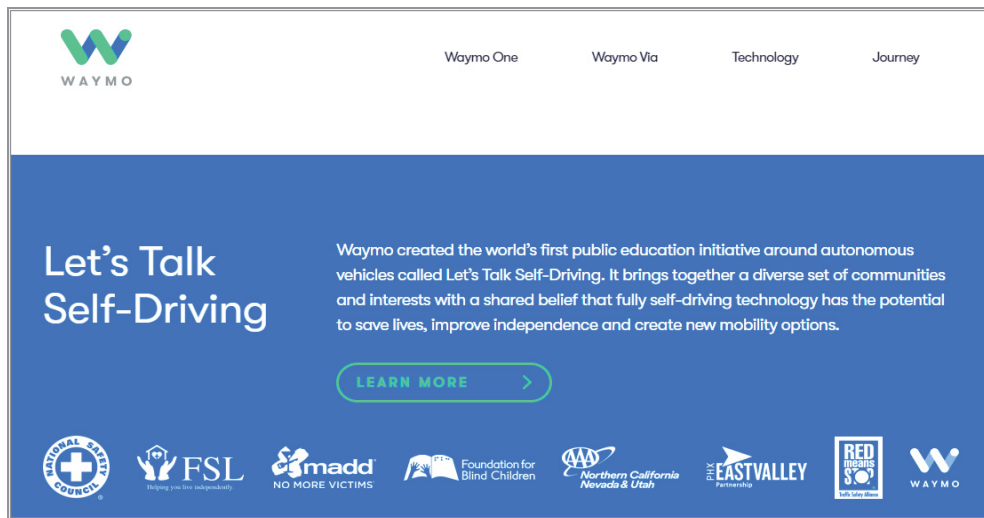 WAYMO
Waymo One
Waymo Via
Technology
Journey
Let's Talk
Self-Driving
Waymo created the world's first public education initiative around autonomous
vehicles called Let's Talk Self-Driving. It brings together a diverse set of communities
and interests with a shared belief that fully self-driving technology has the potential
to save lives, improve independence and create new mobility options.
LEARN MORE
NATIONAL SAFETY
COUNCIL
®
FSL
Helping you live independently.
madd
NO MORE VICTIMS
Foundation for
Blind Children
AAA
Northern California
Nevada & Utah
PHX
EASTVALLEY
Partnership
RED
means
STOP
Traffic Safety Alliance
WAYMO